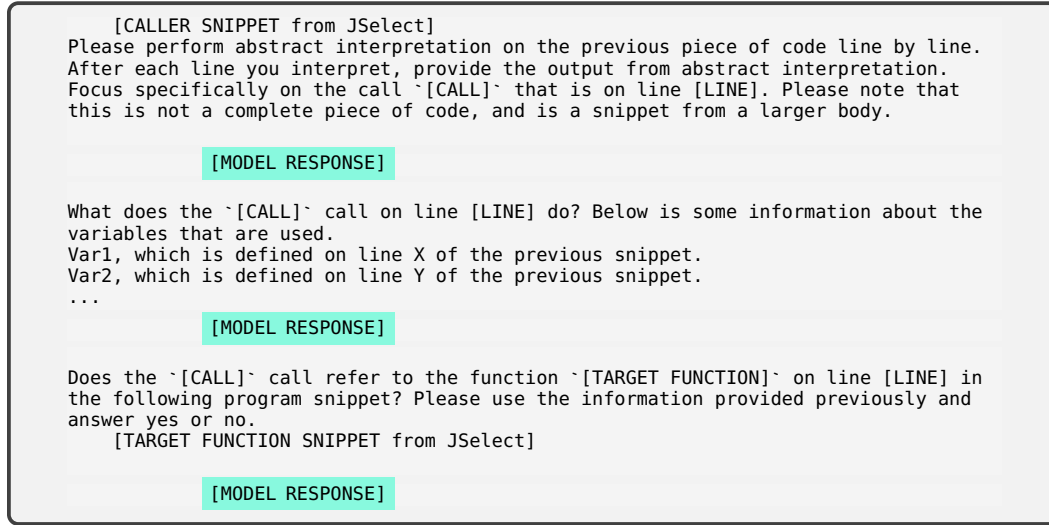 [CALLER SNIPPET from JSelect]
Please perform abstract interpretation on the previous piece of code line by line.
After each line you interpret, provide the output from abstract interpretation.
Focus specifically on the call `[CALL]` that is on line [LINE]. Please note that
this is not a complete piece of code, and is a snippet from a larger body.
[MODEL RESPONSE]
What does the `[CALL]` call on line [LINE] do? Below is some information about the
variables that are used.
Var1, which is defined on line X of the previous snippet.
Var2, which is defined on line Y of the previous snippet.
...
[MODEL RESPONSE]
Does the `[CALL]` call refer to the function `[TARGET FUNCTION]` on line [LINE] in
the following program snippet? Please use the information provided previously and
answer yes or no.
[TARGET FUNCTION SNIPPET from JSelect]
[MODEL RESPONSE]